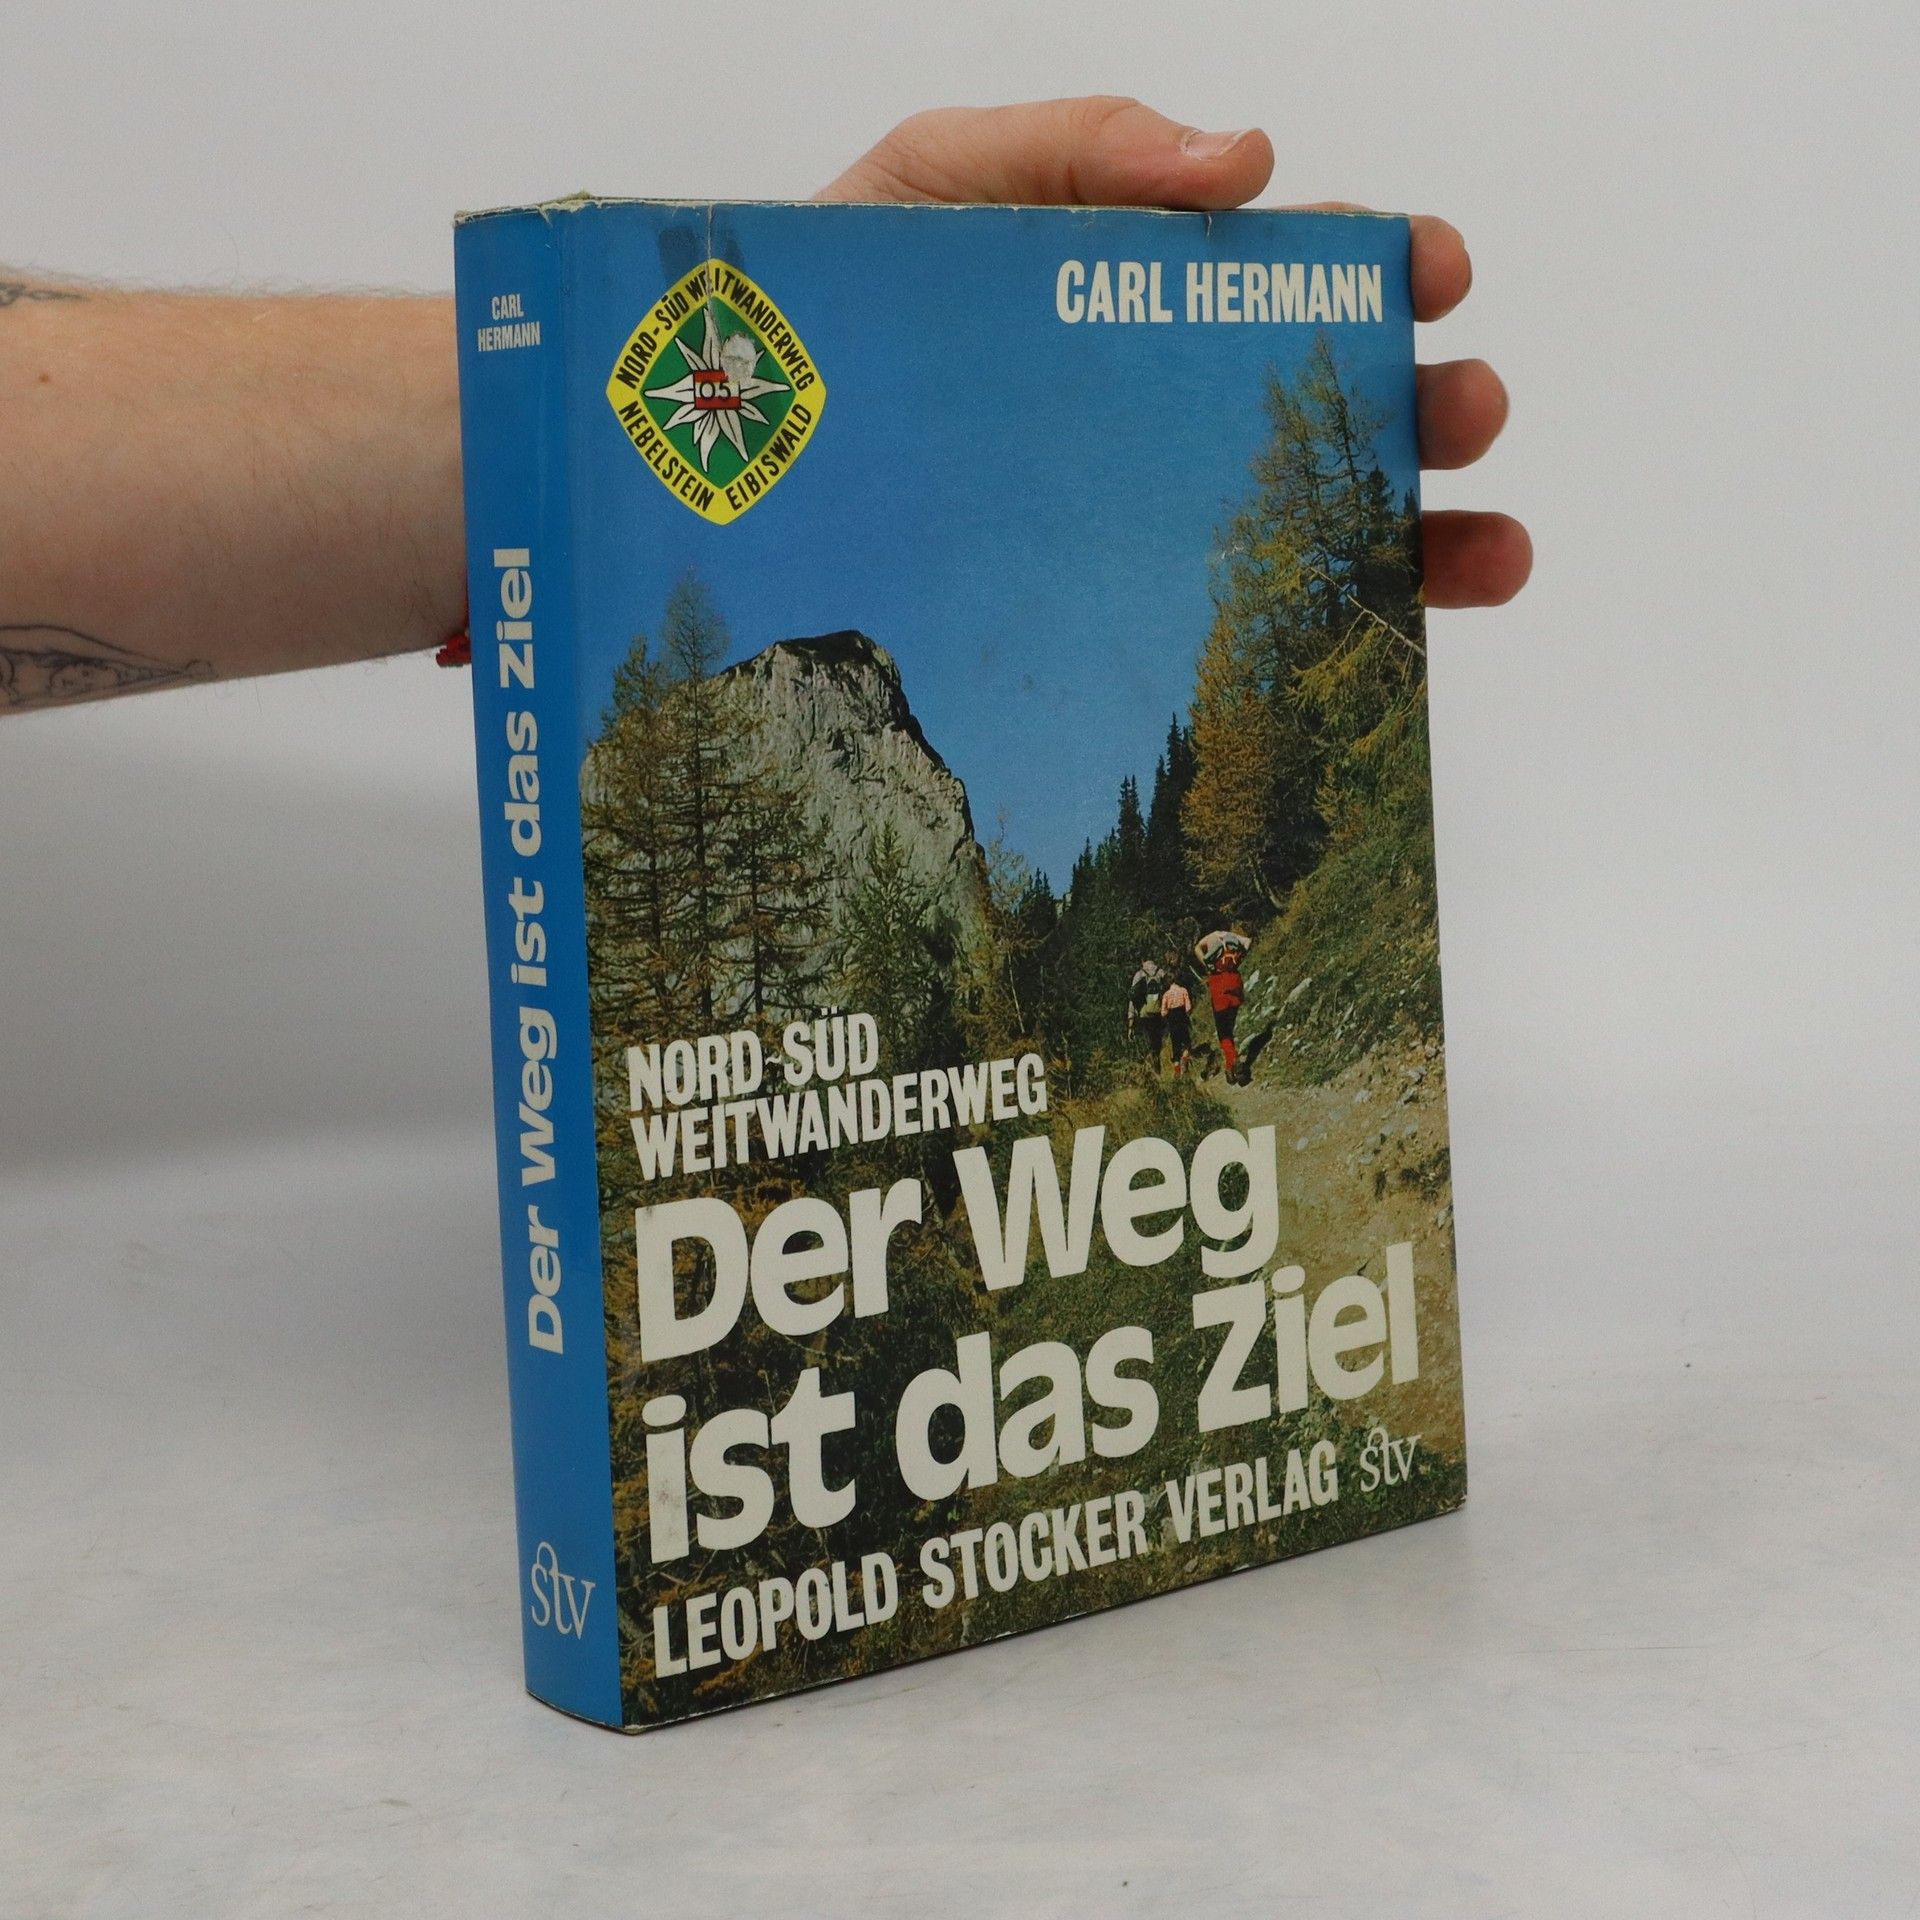 CARL
HERMANN
Der Weg ist das Ziel
stv
NORD-SÜD WEITWANDERWEG
05
NEBELSTEIN EIBISWALD
CARL HERMANN
NORD-SÜD
WEITWANDERWEG
Der Weg
ist das Ziel
LEOPOLD STOCKER VERLAG stv